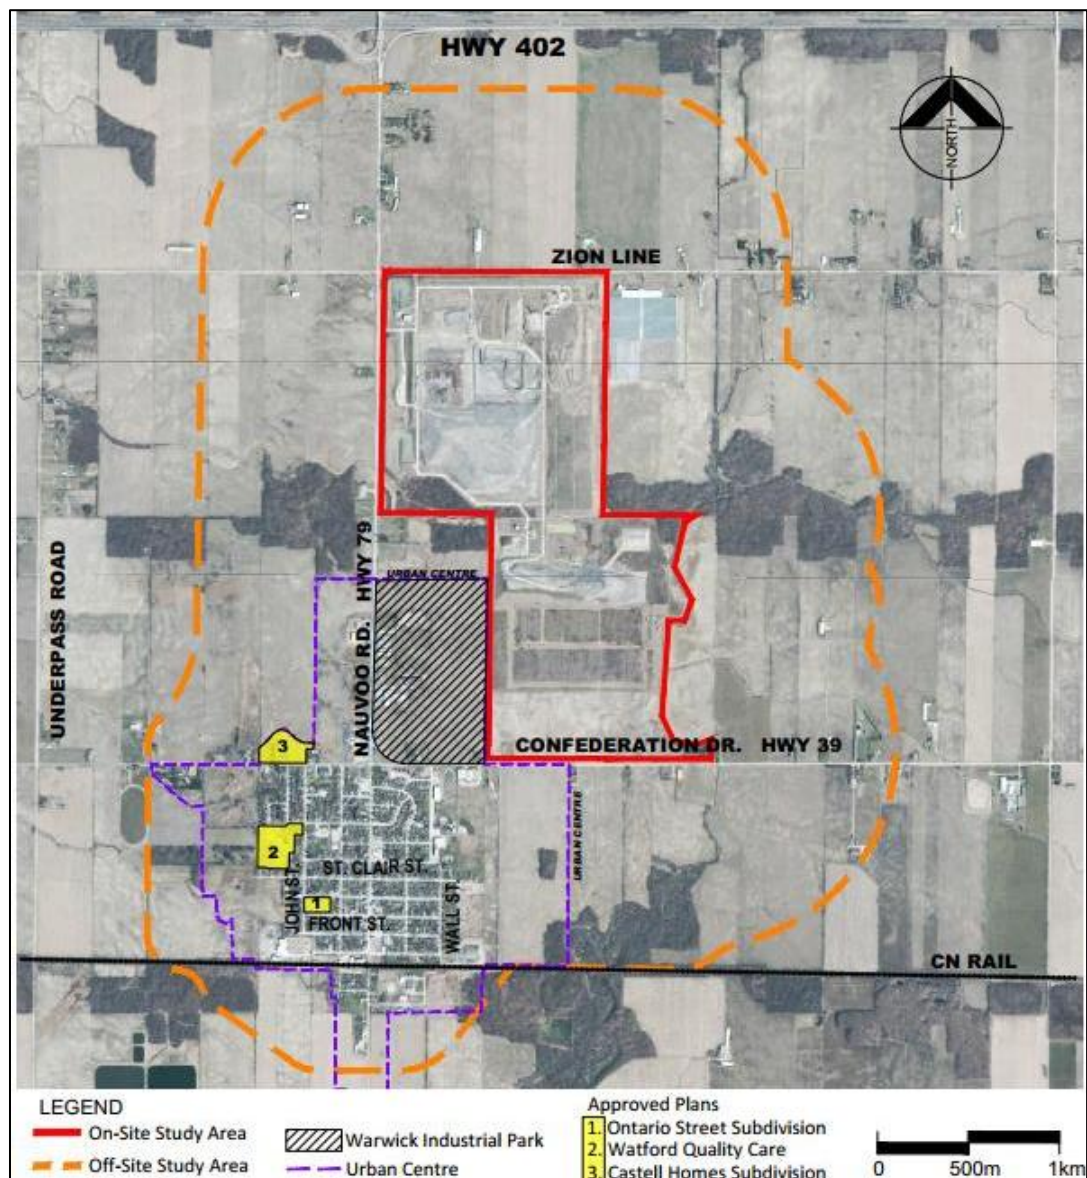 HWY 402
NORTH
ZION LINE
UNDERPASS ROAD
NAUVOO RD. HWY 79
URBAN CENTRE
CONFEDERATION DR. HWY 39
3
2
ST. CLAIR ST.
JOHN ST.
1
FRONT ST.
WALL ST.
URBAN CENTRE
CN RAIL
LEGEND
On-Site Study Area
Off-Site Study Area
Warwick Industrial Park
Urban Centre
Approved Plans
1. Ontario Street Subdivision
2. Watford Quality Care
3. Castell Homes Subdivision
0 500m 1km